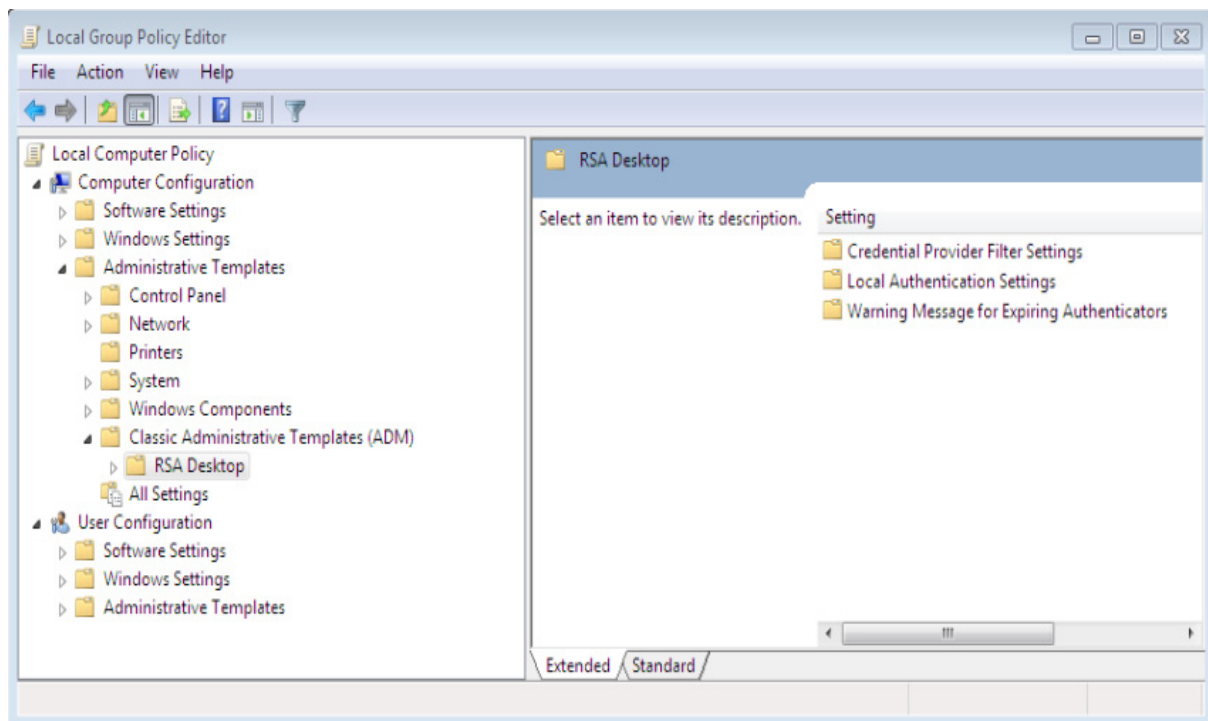 Local Group Policy Editor
File Action View Help
Local Computer Policy
Computer Configuration
Software Settings
Windows Settings
Administrative Templates
Control Panel
Network
Printers
System
Windows Components
Classic Administrative Templates (ADM)
RSA Desktop
All Settings
User Configuration
Software Settings
Windows Settings
Administrative Templates
RSA Desktop
Select an item to view its description.
Setting
Credential Provider Filter Settings
Local Authentication Settings
Warning Message for Expiring Authenticators
Extended Standard